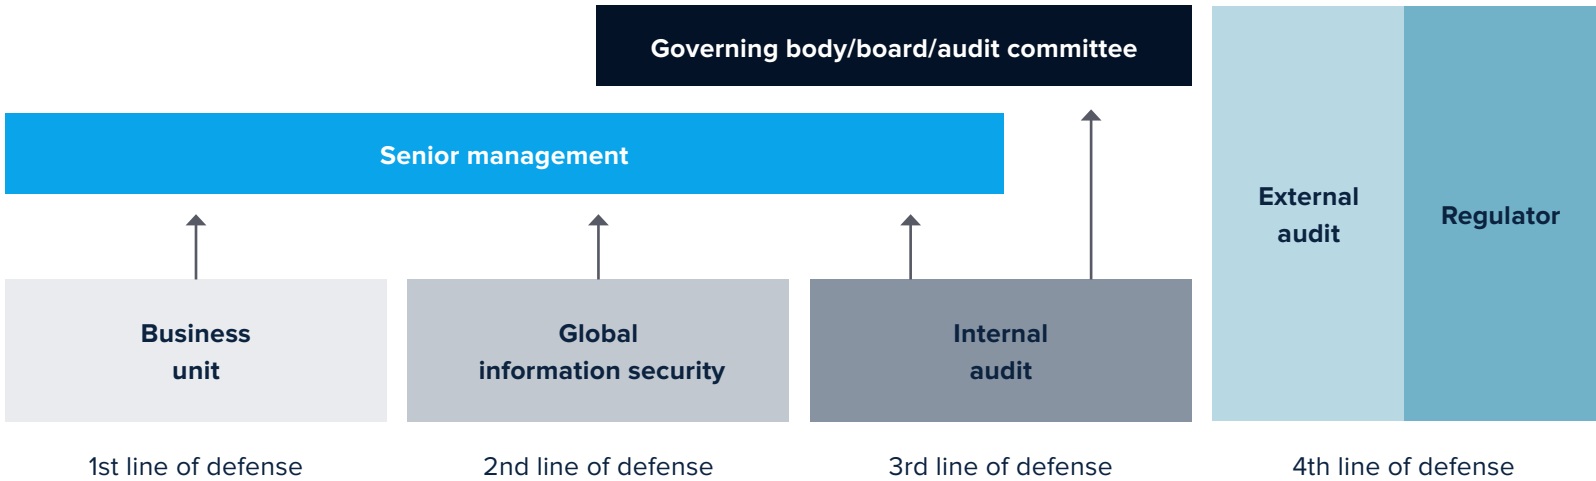 Governing body/board/audit committee
Senior management
External
audit
Regulator
Business
unit
Global
information security
Internal
audit
1st line of defense
2nd line of defense
3rd line of defense
4th line of defense